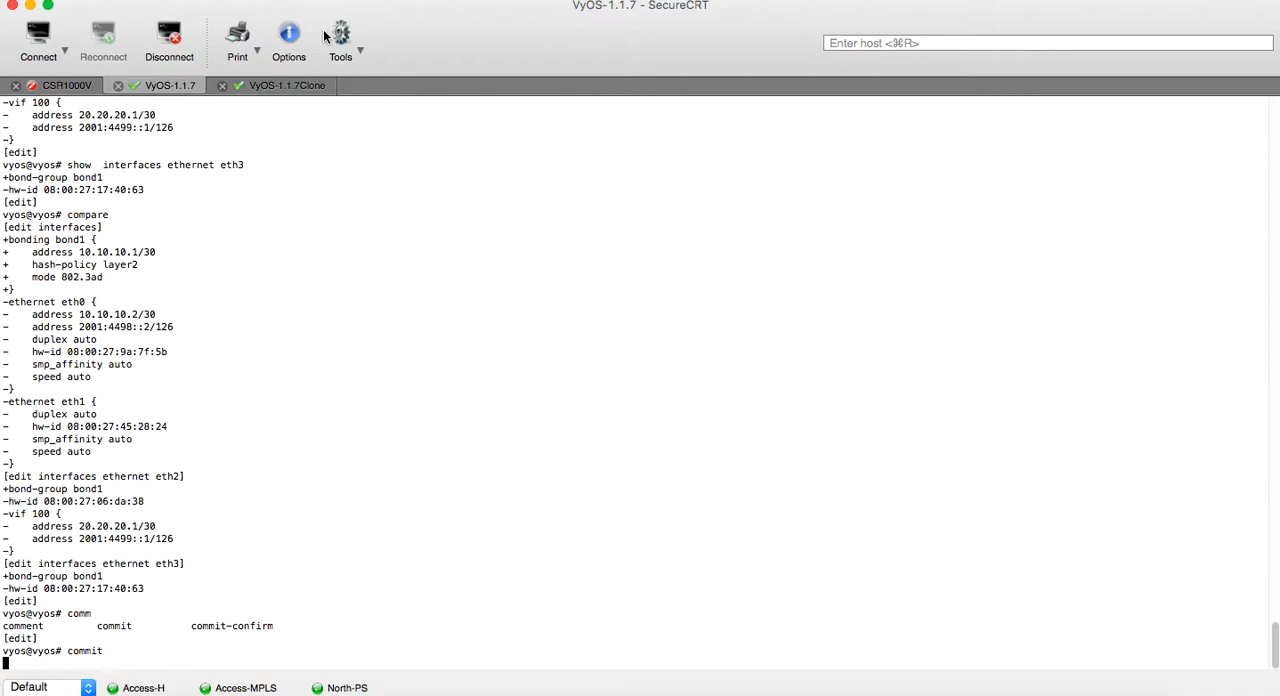 VyOS-1.1.7 - SecureCRT
Connect Reconnect Disconnect Print Options Tools
Enter host <⌘R>
CSR1000V VyOS-1.1.7 VyOS-1.1.7Clone
-vif 100 {
-    address 20.20.20.1/30
-    address 2001:4499::1/126
-}
[edit]
vyos@vyos# show  interfaces ethernet eth3
+bond-group bond1
-hw-id 08:00:27:17:40:63
[edit]
vyos@vyos# compare
[edit interfaces]
+bonding bond1 {
+    address 10.10.10.1/30
+    hash-policy layer2
+    mode 802.3ad
+}
-ethernet eth0 {
-    address 10.10.10.2/30
-    address 2001:4498::2/126
-    duplex auto
-    hw-id 08:00:27:9a:7f:5b
-    smp_affinity auto
-    speed auto
-}
-ethernet eth1 {
-    duplex auto
-    hw-id 08:00:27:45:28:24
-    smp_affinity auto
-    speed auto
-}
[edit interfaces ethernet eth2]
+bond-group bond1
-hw-id 08:00:27:06:da:38
-vif 100 {
-    address 20.20.20.1/30
-    address 2001:4499::1/126
-}
[edit interfaces ethernet eth3]
+bond-group bond1
-hw-id 08:00:27:17:40:63
[edit]
vyos@vyos# comm
comment         commit          commit-confirm
[edit]
vyos@vyos# commit
Default Access-H Access-MPLS North-PS